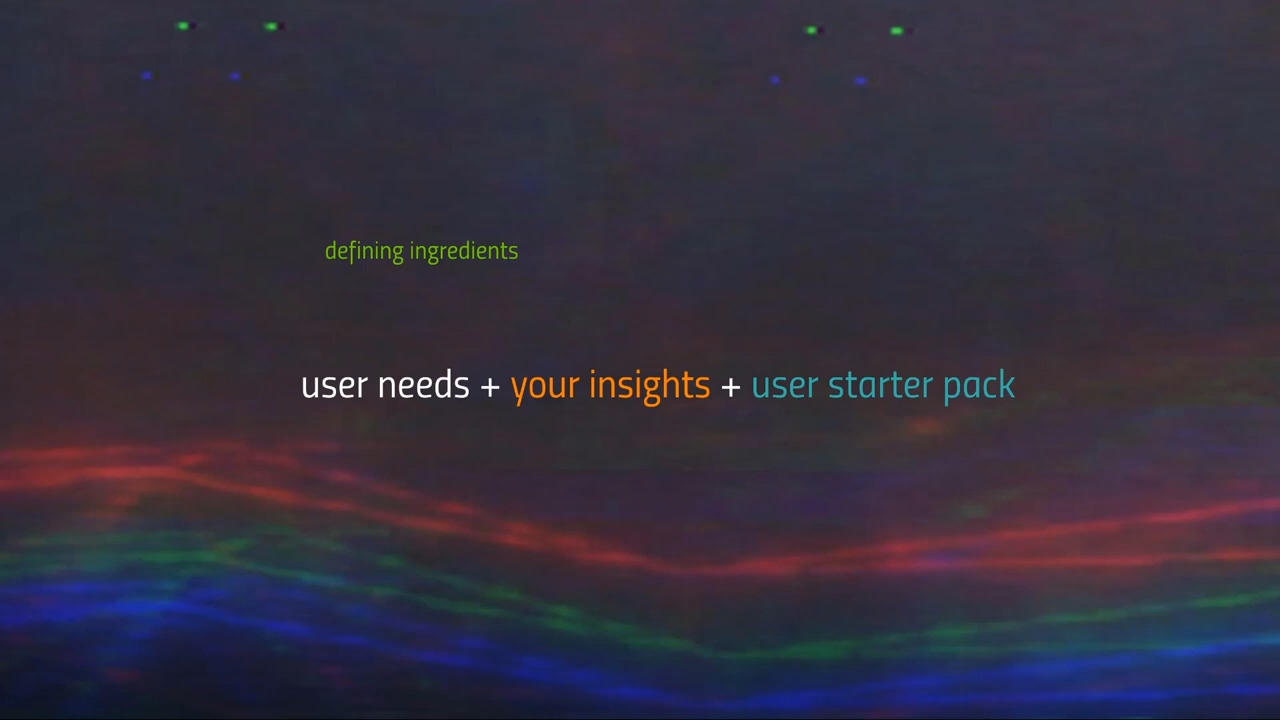 defining ingredients
user needs + your insights + user starter pack